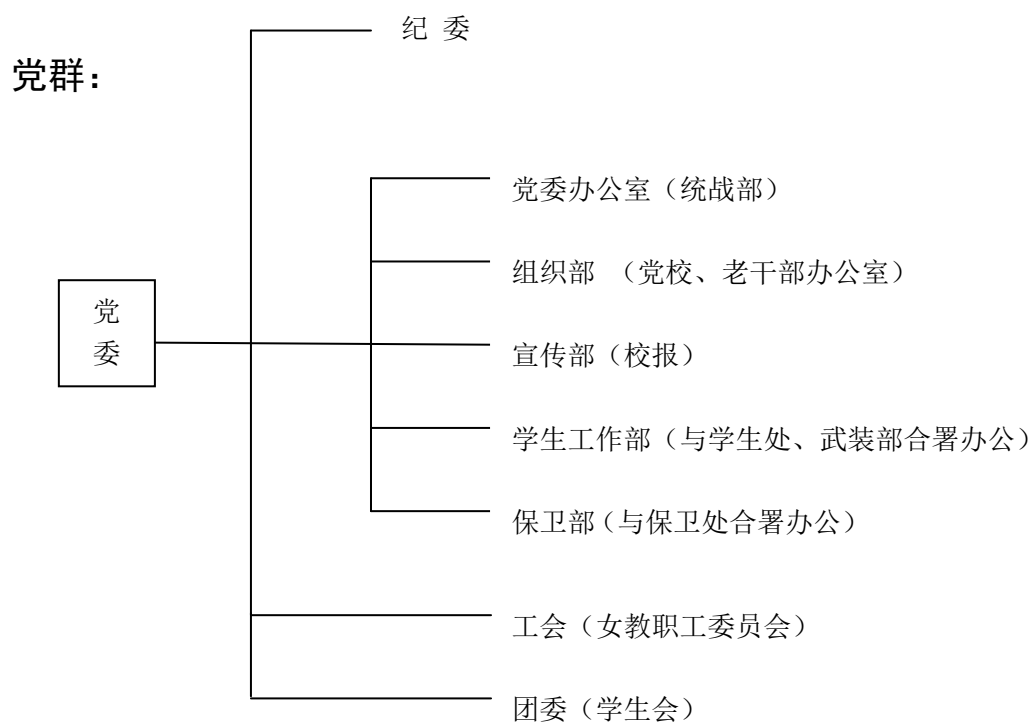 纪 委
党群：
党委办公室（统战部）
组织部 （党校、老干部办公室）
党
委
宣传部（校报）
学生工作部（与学生处、武装部合署办公）
保卫部（与保卫处合署办公）
工会（女教职工委员会）
团委（学生会）